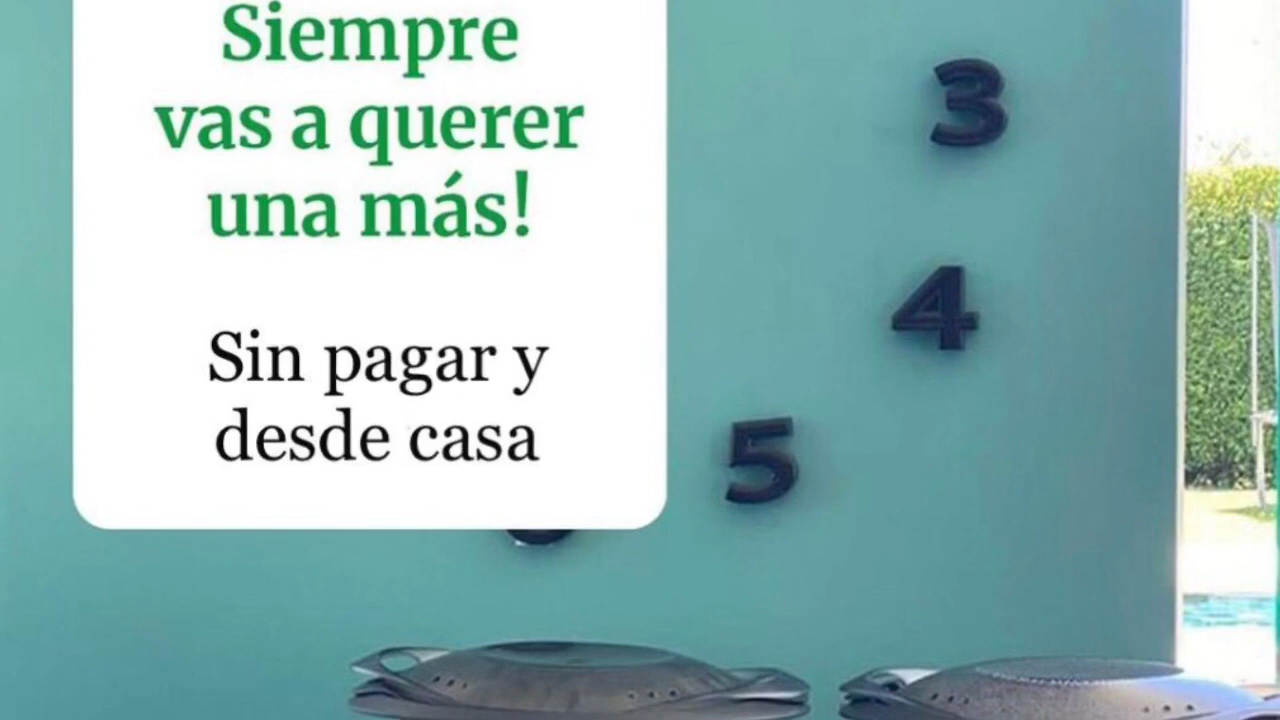 Siempre
vas a querer
una más!
Sin pagar y
desde casa
3
4
5